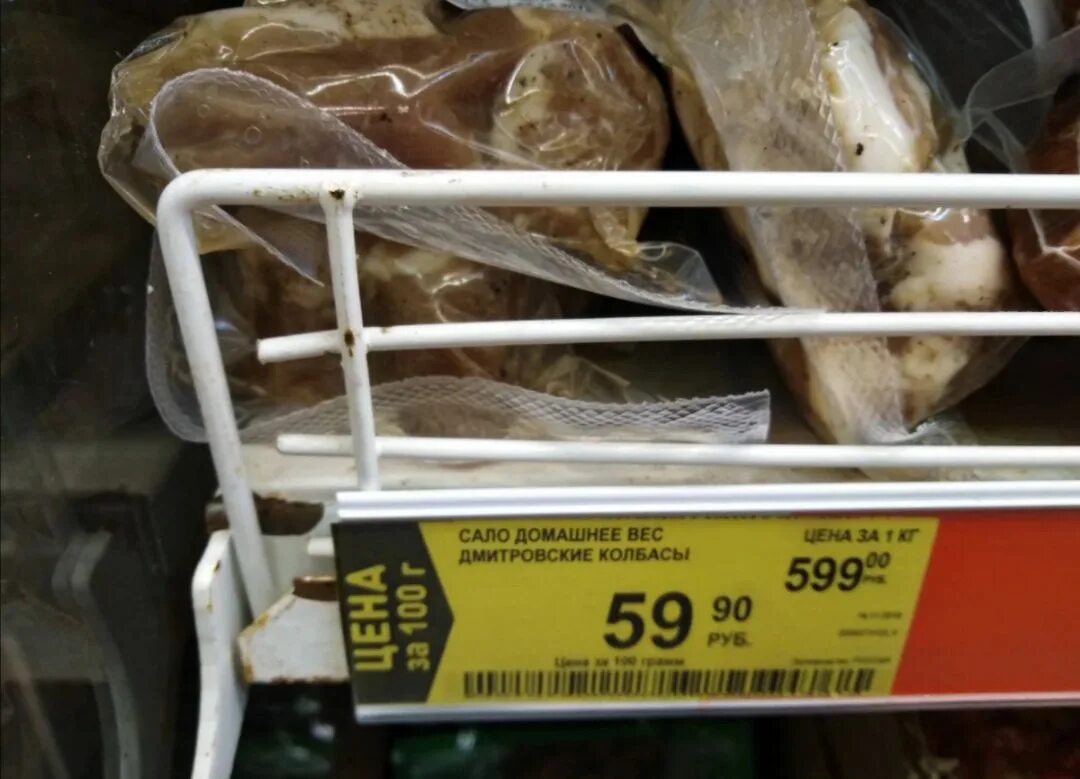 ЦЕНА
за 100 г
САЛО ДОМАШНЕЕ ВЕС
ДМИТРОВСКИЕ КОЛБАСЫ
ЦЕНА ЗА 1 КГ
599 00
РУБ.
59 90
РУБ.
Цена за 100 грамм